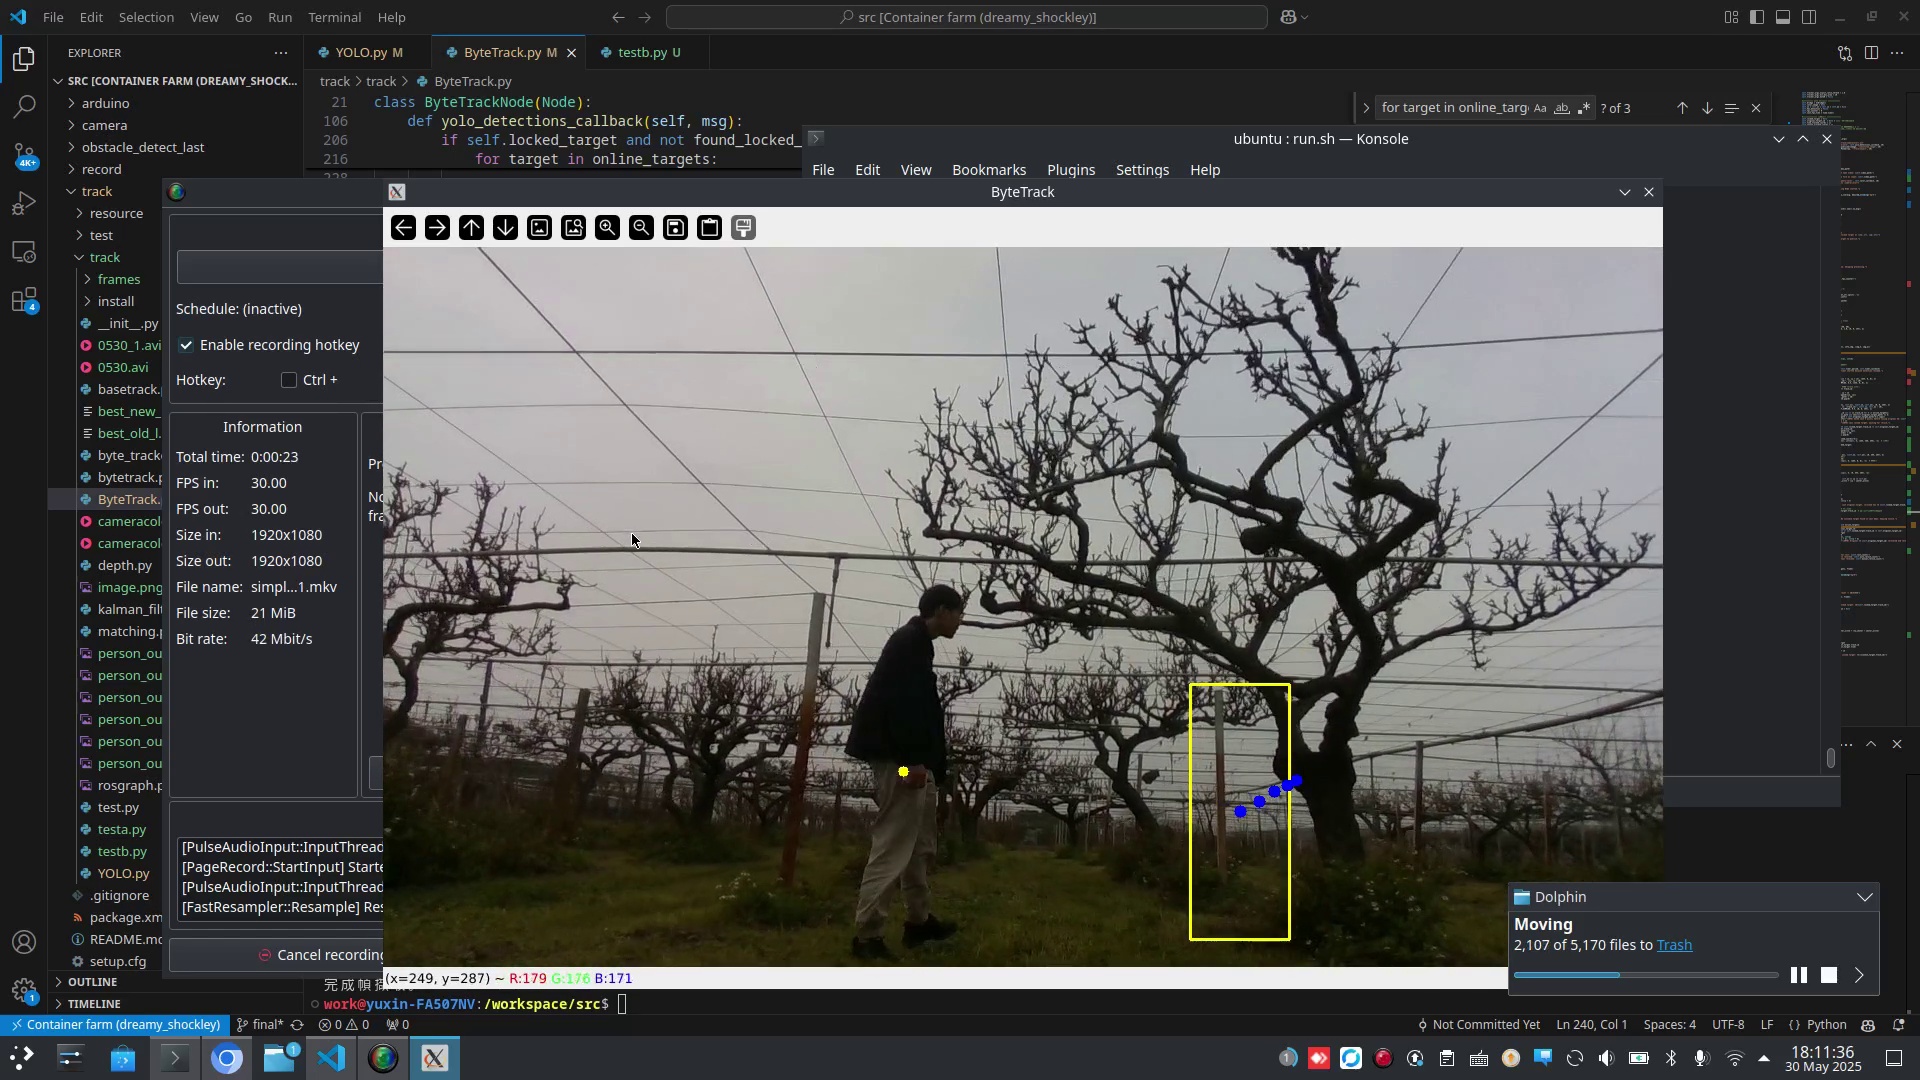 File Edit Selection View Go Run Terminal Help
src [Container farm (dreamy_shockley)]
EXPLORER
YOLO.py M
ByteTrack.py M
testb.py U
SRC [CONTAINER FARM (DREAMY_SHOCK...
track > track > ByteTrack.py
arduino
camera
obstacle_detect_last
record
track
resource
test
track
frames
install
__init__.py
0530_1.avi
0530.avi
basetrack.
best_new_
best_old_l.
byte_track
bytetrack.p
ByteTrack.
cameracol
cameracol
depth.py
image.png
kalman_filt
matching.p
person_ou
person_ou
person_ou
person_ou
person_ou
person_ou
rosgraph.p
test.py
testa.py
testb.py
YOLO.py
.gitignore
package.xm
README.md
setup.cfg
OUTLINE
TIMELINE
4K+
4
1
21 class ByteTrackNode(Node):
106 def yolo_detections_callback(self, msg):
206 if self.locked_target and not found_locked_
216 for target in online_targets:
228
for target in online_targ
Aa ab
? of 3
ubuntu : run.sh — Konsole
File Edit View Bookmarks Plugins Settings Help
ByteTrack
Schedule: (inactive)
Enable recording hotkey
Hotkey: Ctrl +
Information
Total time: 0:00:23
FPS in: 30.00
FPS out: 30.00
Size in: 1920x1080
Size out: 1920x1080
File name: simpl...1.mkv
File size: 21 MiB
Bit rate: 42 Mbit/s
Pr
No
fra
[PulseAudioInput::InputThread
[PageRecord::StartInput] Starte
[PulseAudioInput::InputThread
[FastResampler::Resample] Res
Cancel recording
(x=249, y=287) ~ R:179 G:176 B:171
work@yuxin-FA507NV:/workspace/src$
Dolphin
Moving
2,107 of 5,170 files to Trash
Container farm (dreamy_shockley) final* 0 0 0
Not Committed Yet Ln 240, Col 1 Spaces: 4 UTF-8 LF {} Python
1
1
18:11:36
30 May 2025